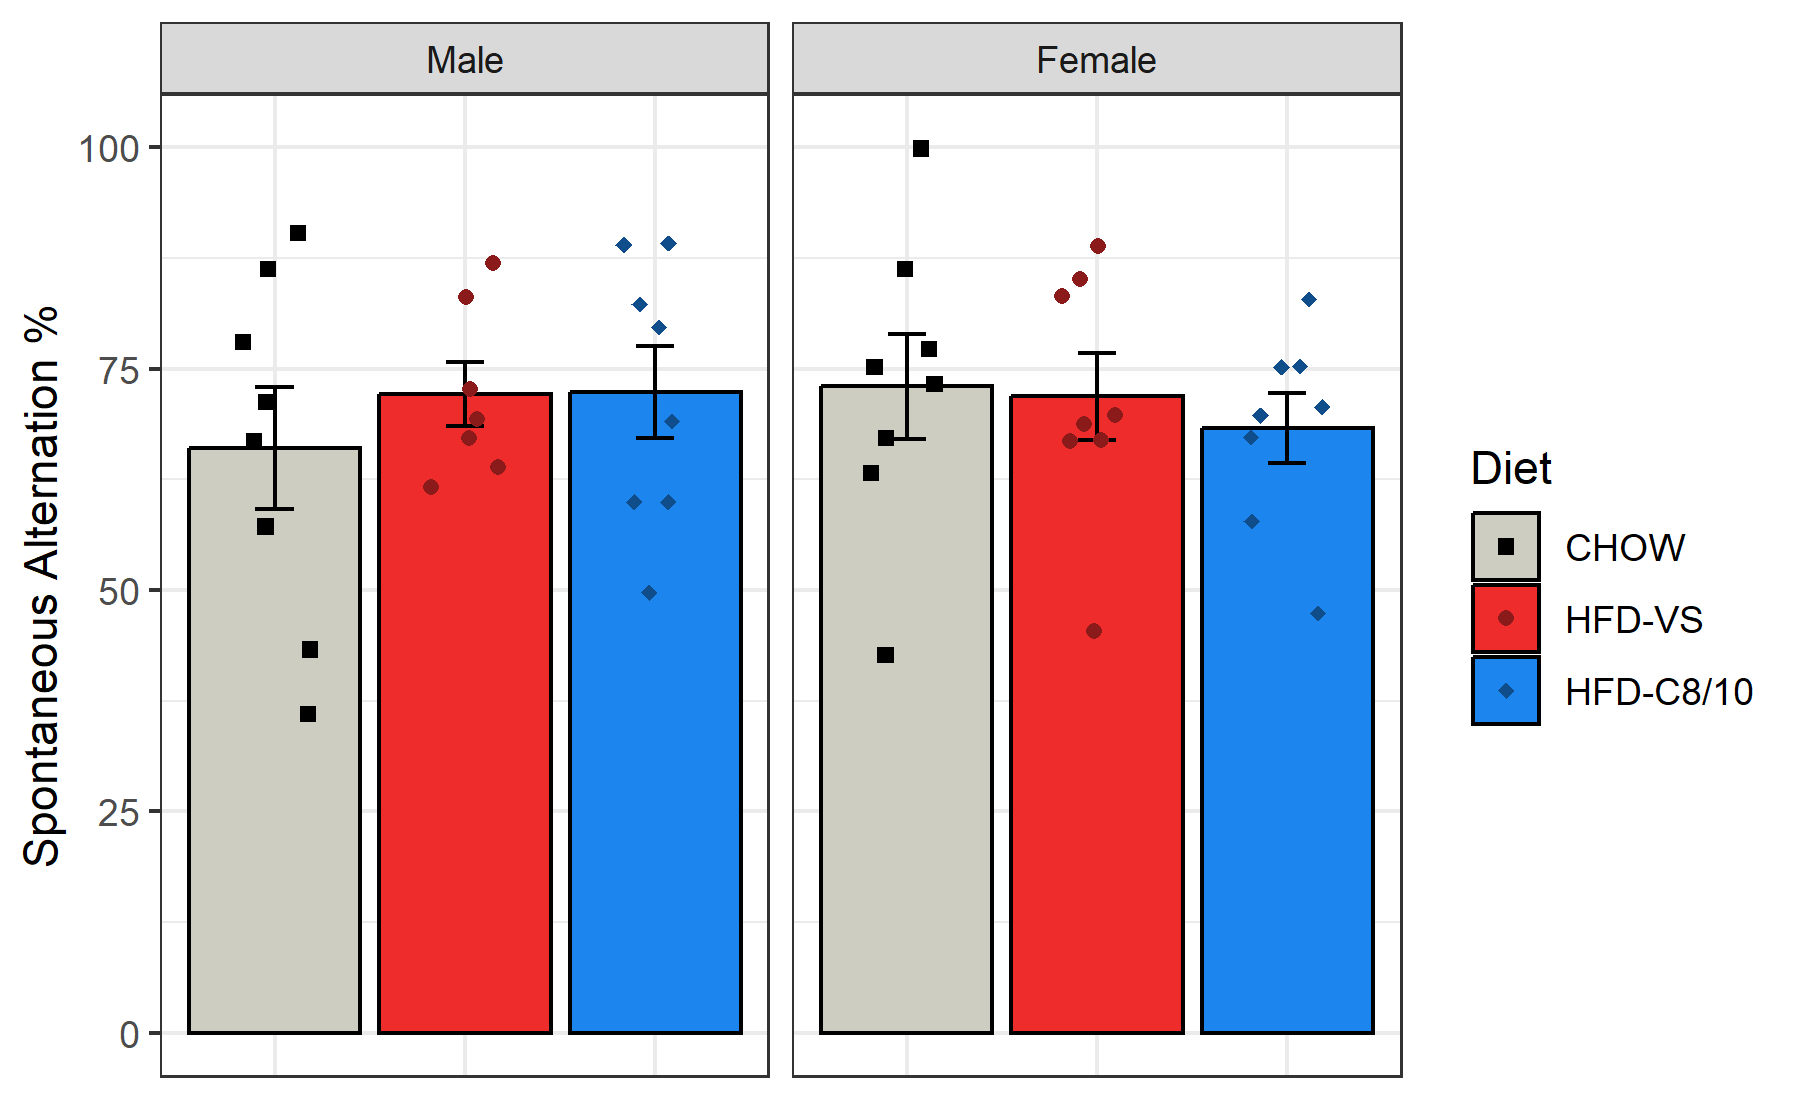 Male
Female
Spontaneous Alternation %
100
75
50
25
0
Diet
CHOW
HFD-VS
HFD-C8/10